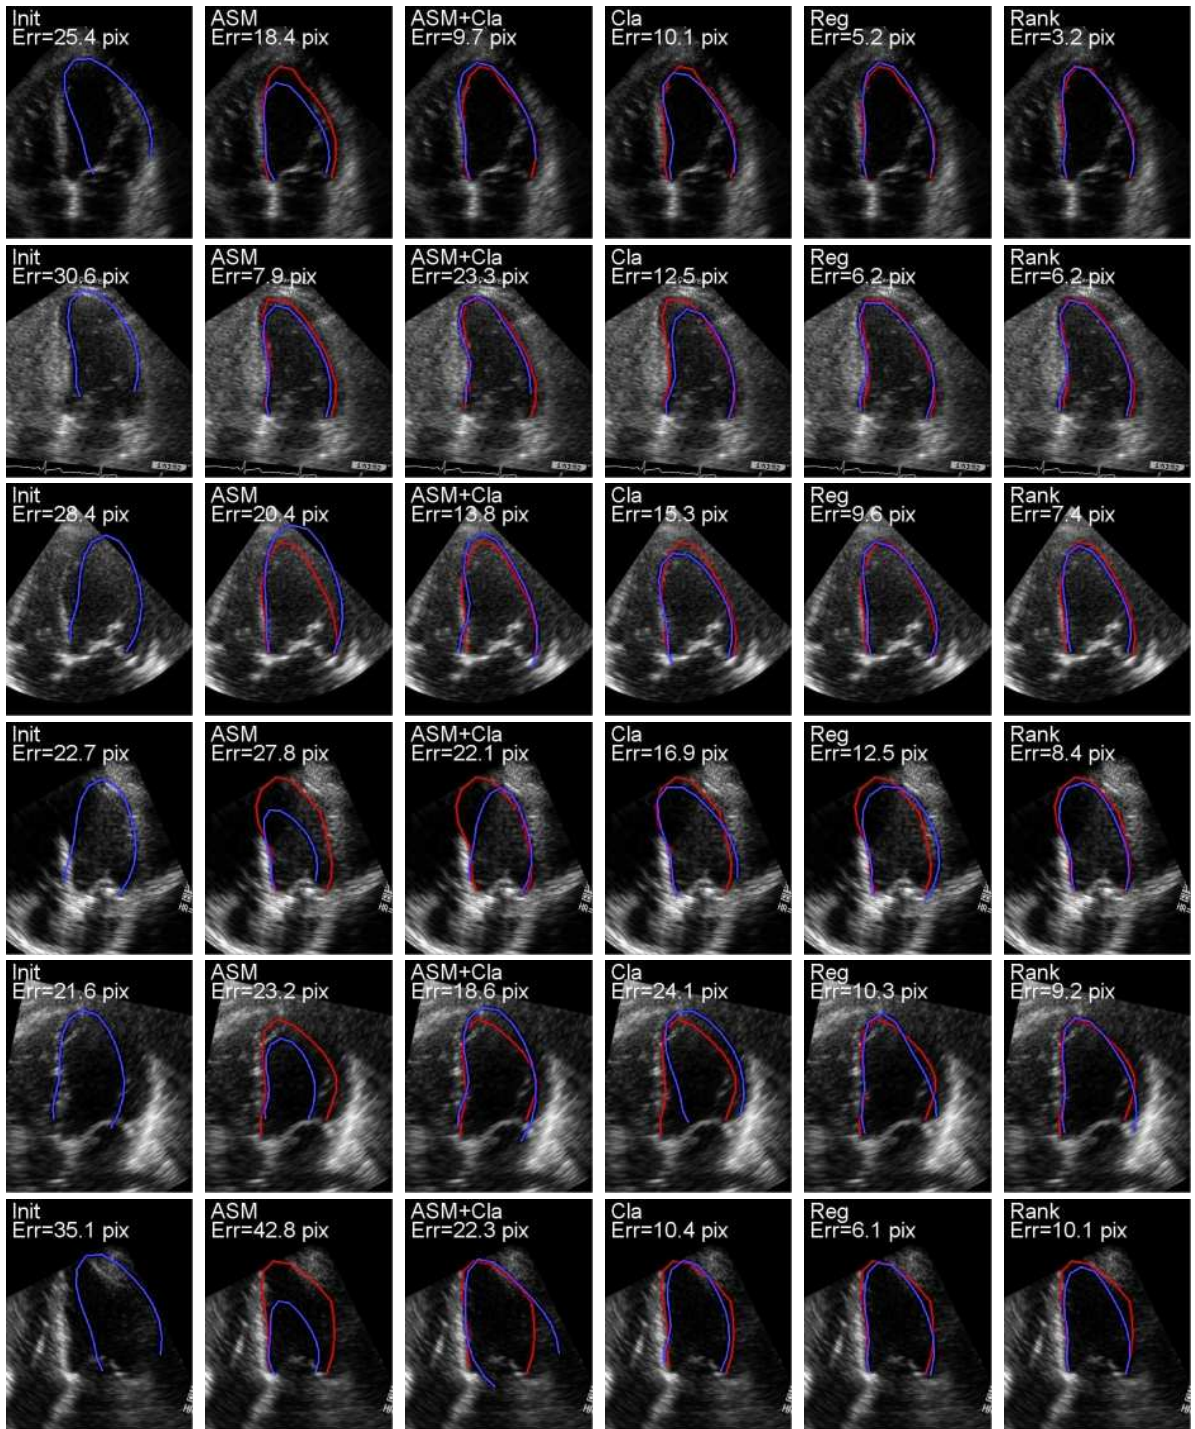 Init
Err=25.4 pix
ASM
Err=18.4 pix
ASM+Cla
Err=9.7 pix
Cla
Err=10.1 pix
Reg
Err=5.2 pix
Rank
Err=3.2 pix
Init
Err=30.6 pix
ASM
Err=7.9 pix
ASM+Cla
Err=23.3 pix
Cla
Err=12.5 pix
Reg
Err=6.2 pix
Rank
Err=6.2 pix
Init
Err=28.4 pix
ASM
Err=20.4 pix
ASM+Cla
Err=13.8 pix
Cla
Err=15.3 pix
Reg
Err=9.6 pix
Rank
Err=7.4 pix
Init
Err=22.7 pix
ASM
Err=27.8 pix
ASM+Cla
Err=22.1 pix
Cla
Err=16.9 pix
Reg
Err=12.5 pix
Rank
Err=8.4 pix
Init
Err=21.6 pix
ASM
Err=23.2 pix
ASM+Cla
Err=18.6 pix
Cla
Err=24.1 pix
Reg
Err=10.3 pix
Rank
Err=9.2 pix
Init
Err=35.1 pix
ASM
Err=42.8 pix
ASM+Cla
Err=22.3 pix
Cla
Err=10.4 pix
Reg
Err=6.1 pix
Rank
Err=10.1 pix